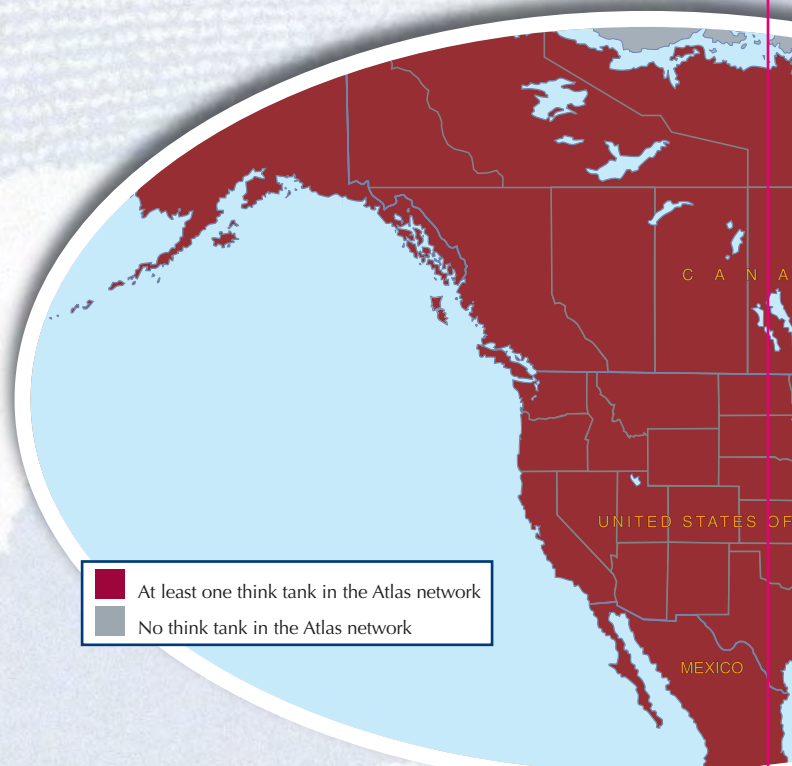 C A N A
UNITED STATES OF
At least one think tank in the Atlas network
No think tank in the Atlas network
MEXICO